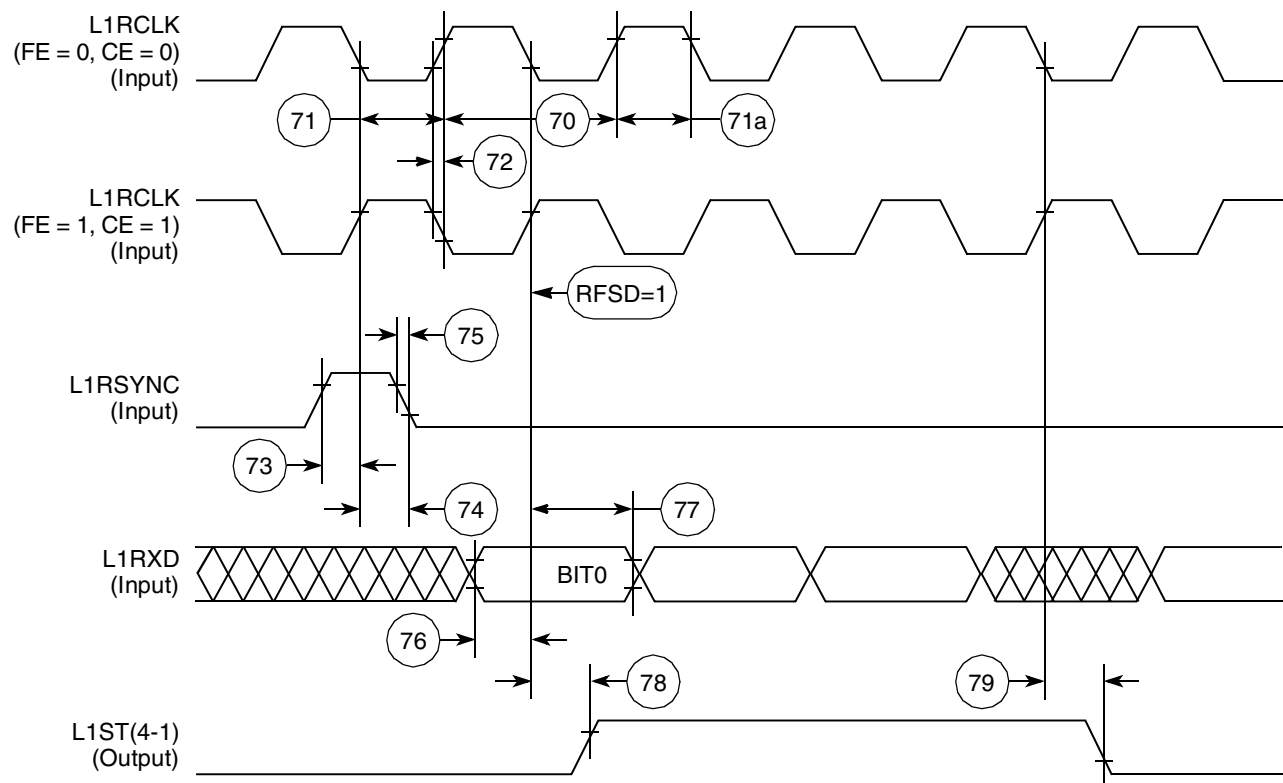 L1RCLK
(FE = 0, CE = 0)
(Input)
71
70
71a
72
L1RCLK
(FE = 1, CE = 1)
(Input)
RFSD=1
75
L1RSYNC
(Input)
73
74
77
L1RXD
(Input)
BIT0
76
78
79
L1ST(4-1)
(Output)